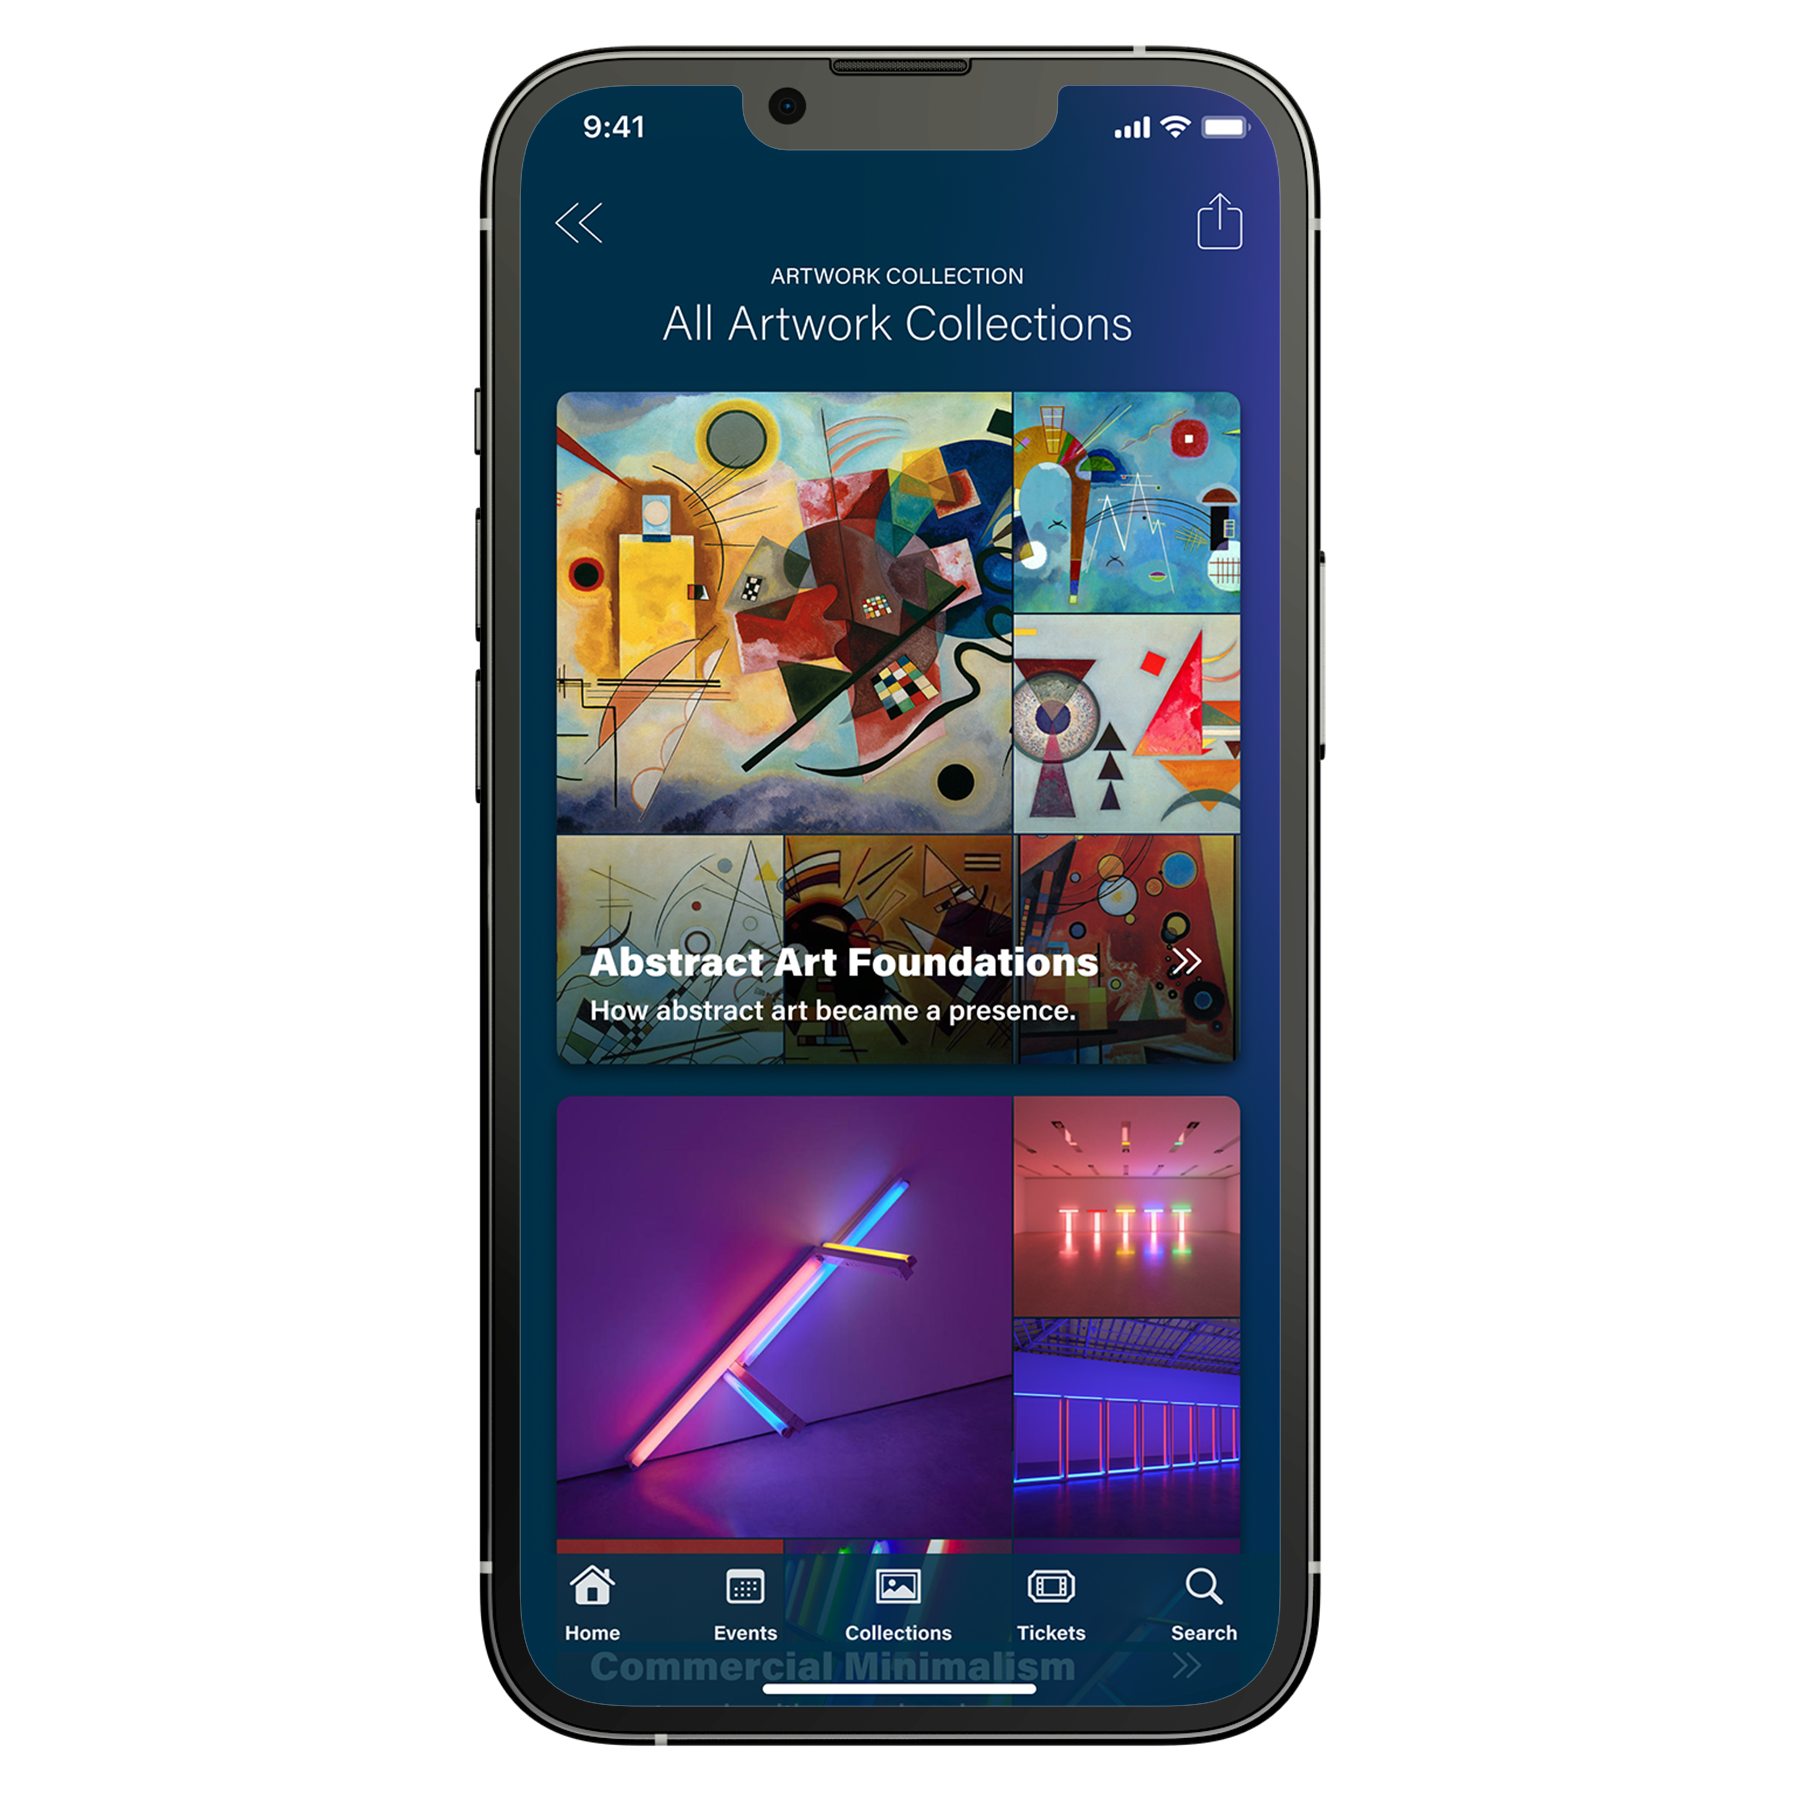 9:41
ARTWORK COLLECTION
All Artwork Collections
Abstract Art Foundations
How abstract art became a presence.
Home Events Collections Tickets Search
Commercial Minimalism